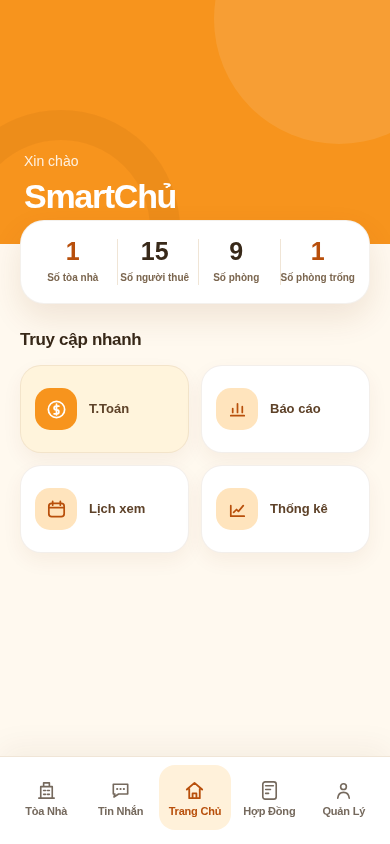 Xin chào
SmartChủ
1 15 9 1
Số tòa nhà Số người thuê Số phòng Số phòng trống
Truy cập nhanh
T.Toán Báo cáo
Lịch xem Thống kê
Tòa Nhà Tin Nhắn Trang Chủ Hợp Đồng Quản Lý